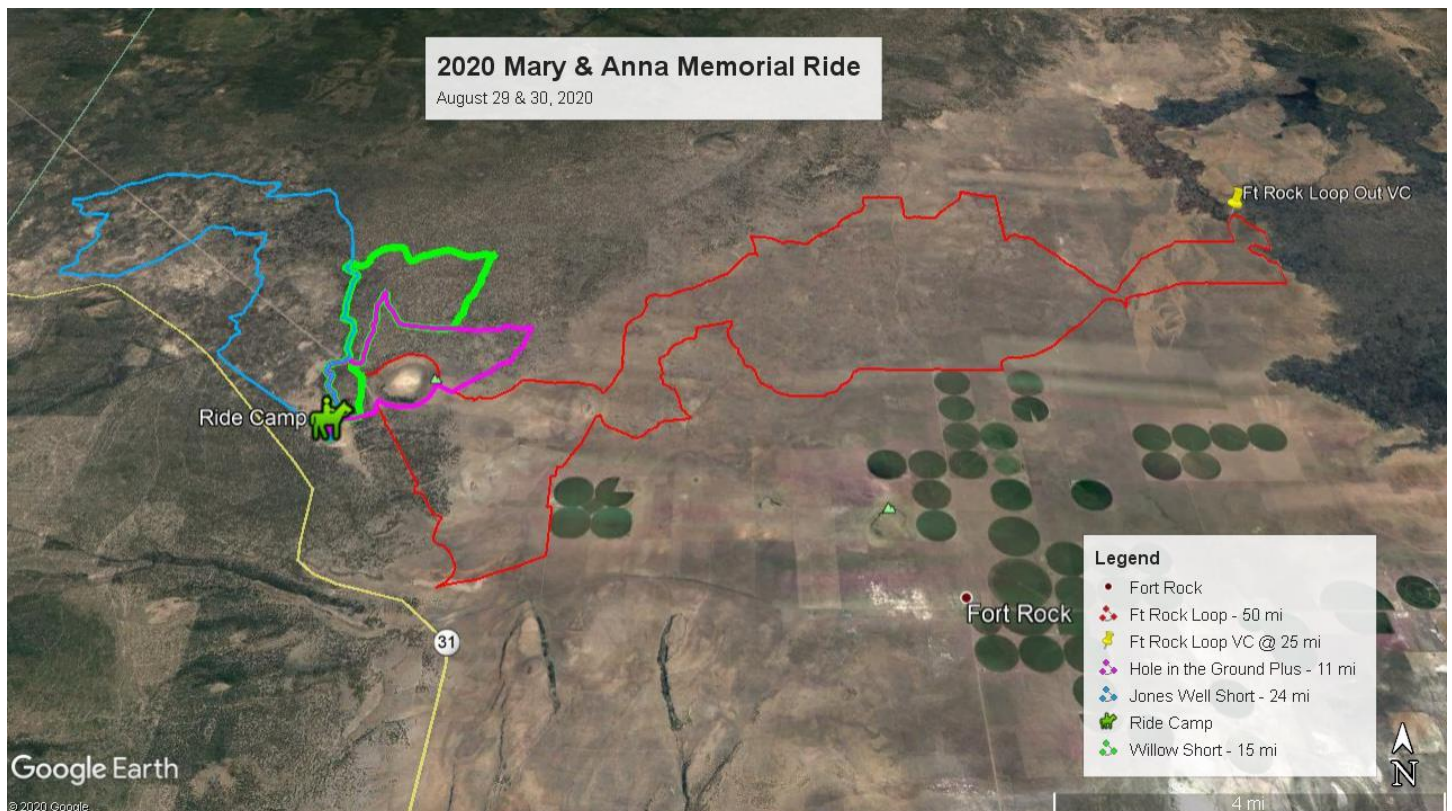 2020 Mary & Anna Memorial Ride
August 29 & 30, 2020
Ft Rock Loop Out VC
Ride Camp
Fort Rock
31
Legend
Fort Rock
Ft Rock Loop - 50 mi
Ft Rock Loop VC @ 25 mi
Hole in the Ground Plus - 11 mi
Jones Well Short - 24 mi
Ride Camp
Willow Short - 15 mi
N
Google Earth
© 2020 Google
4 mi